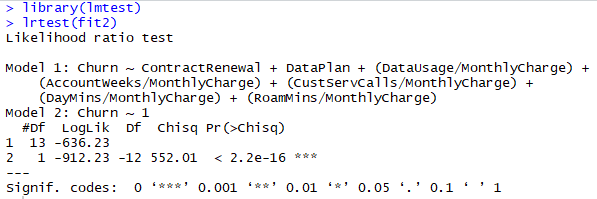 > library(lmtest)
> lrtest(fit2)
Likelihood ratio test
Model 1: Churn ~ ContractRenewal + DataPlan + (DataUsage/MonthlyCharge) +
    (AccountWeeks/MonthlyCharge) + (CustServCalls/MonthlyCharge) +
    (DayMins/MonthlyCharge) + (RoamMins/MonthlyCharge)
Model 2: Churn ~ 1
  #Df  LogLik  Df  Chisq Pr(>Chisq)
1  13 -636.23
2   1 -912.23 -12 552.01  < 2.2e-16 ***
---
Signif. codes:  0 ‘***’ 0.001 ‘**’ 0.01 ‘*’ 0.05 ‘.’ 0.1 ‘ ’ 1